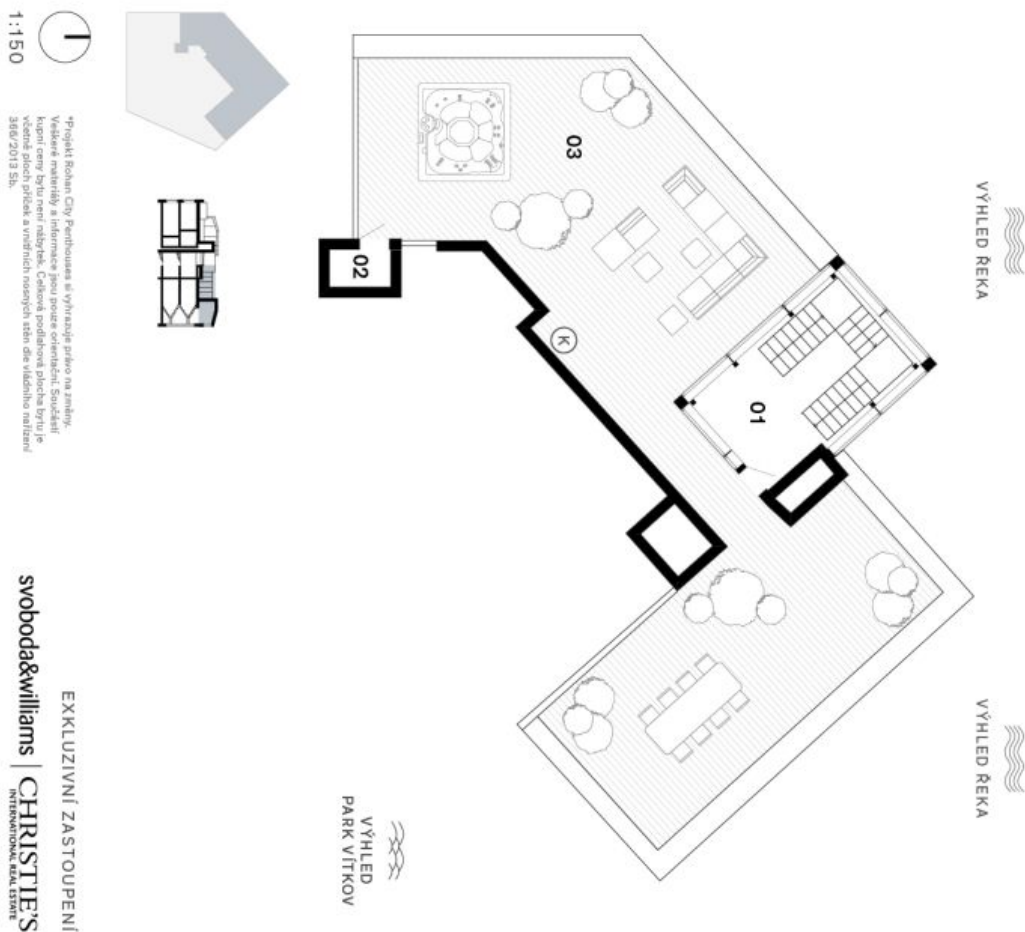 VÝHLED ŘEKA
VÝHLED ŘEKA
03
01
02
K
VÝHLED
PARK VÍTKOV
1:150
*Projekt Rohan City Penthouses si vyhrazuje právo na změny.
Veškeré materiály a informace jsou pouze orientační. Součástí
kupní ceny bytu není nábytek. Celková podlahová plocha bytu je
včetně ploch příček a vnitřních nosných stěn dle vládního nařízení
366/2013 Sb.
EXKLUZIVNÍ ZASTOUPENÍ
svoboda&williams | CHRISTIE'S
INTERNATIONAL REAL ESTATE